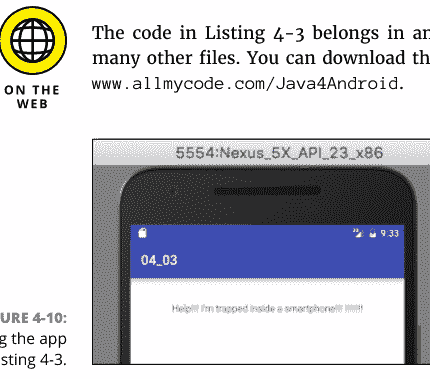 The code in Listing 4-3 belongs in an
many other files. You can download th
www.allmycode.com/Java4Android.
ON THE
WEB
5554:Nexus_5X_API_23_x86
9:33
04_03
Help!!! I'm trapped inside a smartphone!!! !!!!!!
URE 4-10:
g the app
sting 4-3.